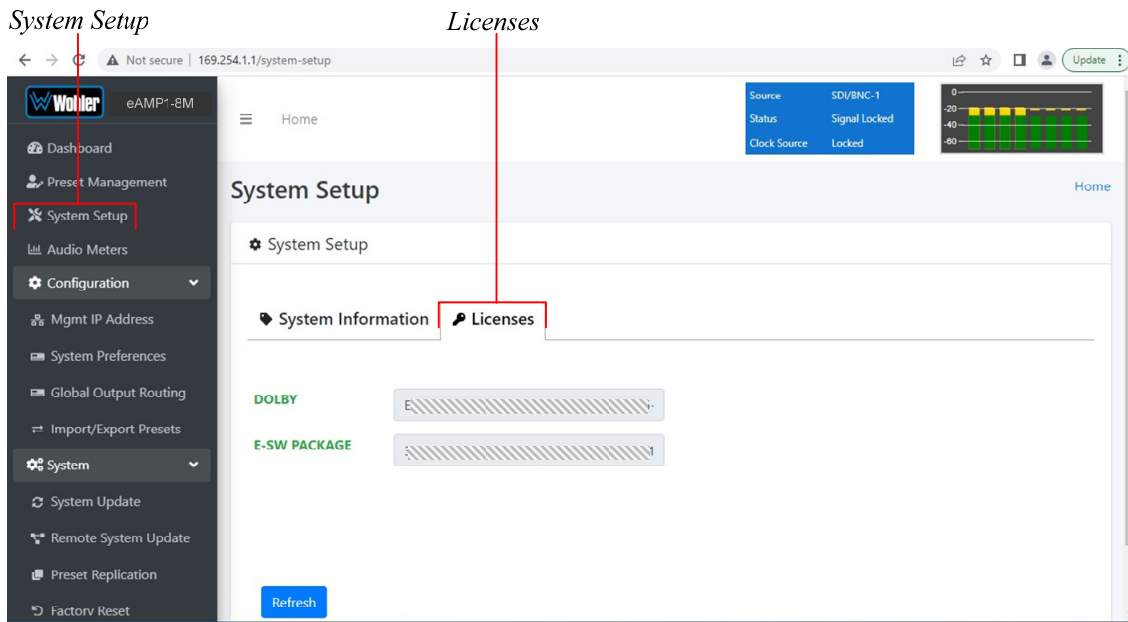 System Setup
Licenses
Not secure | 169.254.1.1/system-setup
Update
Wohler
eAMP1-8M
Home
Source SDI/BNC-1
Status Signal Locked
Clock Source Locked
0
-20
-40
-60
Dashboard
Preset Management
System Setup
Audio Meters
Configuration
Mgmt IP Address
System Preferences
Global Output Routing
Import/Export Presets
System
System Update
Remote System Update
Preset Replication
Factory Reset
System Setup
Home
System Setup
System Information
Licenses
DOLBY
E-SW PACKAGE
Refresh